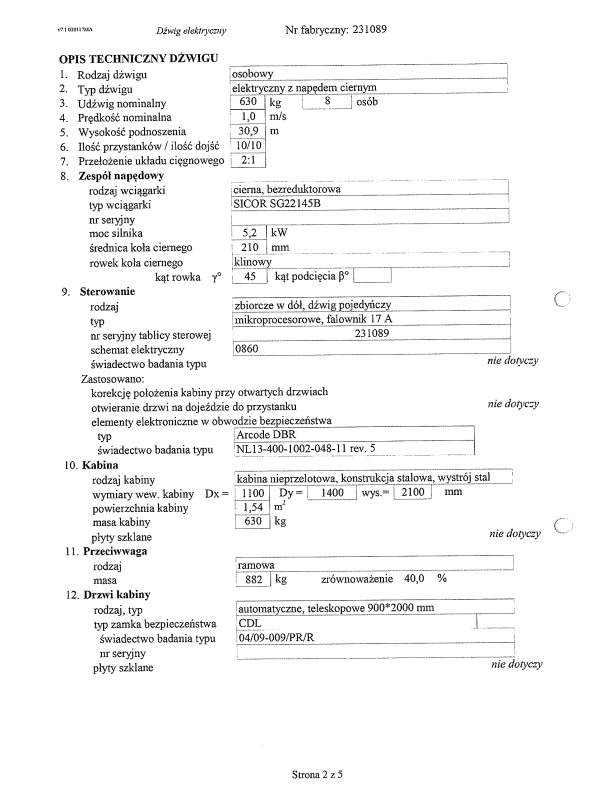 v7.1 020117MA Dźwig elektryczny Nr fabryczny: 231089
OPIS TECHNICZNY DŹWIGU
1. Rodzaj dźwigu osobowy
2. Typ dźwigu elektryczny z napędem ciernym
3. Udźwig nominalny 630 kg 8 osób
4. Prędkość nominalna 1,0 m/s
5. Wysokość podnoszenia 30,9 m
6. Ilość przystanków / ilość dojść 10/10
7. Przełożenie układu cięgnowego 2:1
8. Zespół napędowy
rodzaj wciągarki cierna, bezreduktorowa
typ wciągarki SICOR SG22145B
nr seryjny
moc silnika 5,2 kW
średnica koła ciernego 210 mm
rowek koła ciernego klinowy
kąt rowka γ° 45 kąt podcięcia β°
9. Sterowanie
rodzaj zbiorcze w dół, dźwig pojedyńczy
typ mikroprocesorowe, falownik 17 A
nr seryjny tablicy sterowej 231089
schemat elektryczny 0860
świadectwo badania typu nie dotyczy
Zastosowano:
korekcję położenia kabiny przy otwartych drzwiach
otwieranie drzwi na dojeździe do przystanku nie dotyczy
elementy elektroniczne w obwodzie bezpieczeństwa
typ Arcode DBR
świadectwo badania typu NL13-400-1002-048-11 rev. 5
10. Kabina
rodzaj kabiny kabina nieprzelotowa, konstrukcja stalowa, wystrój stal
wymiary wew. kabiny Dx = 1100 Dy = 1400 wys.= 2100 mm
powierzchnia kabiny 1,54 m²
masa kabiny 630 kg
płyty szklane nie dotyczy
11. Przeciwwaga
rodzaj ramowa
masa 882 kg zrównoważenie 40,0 %
12. Drzwi kabiny
rodzaj, typ automatyczne, teleskopowe 900*2000 mm
typ zamka bezpieczeństwa CDL
świadectwo badania typu 04/09-009/PR/R
nr seryjny
płyty szklane nie dotyczy
Strona 2 z 5